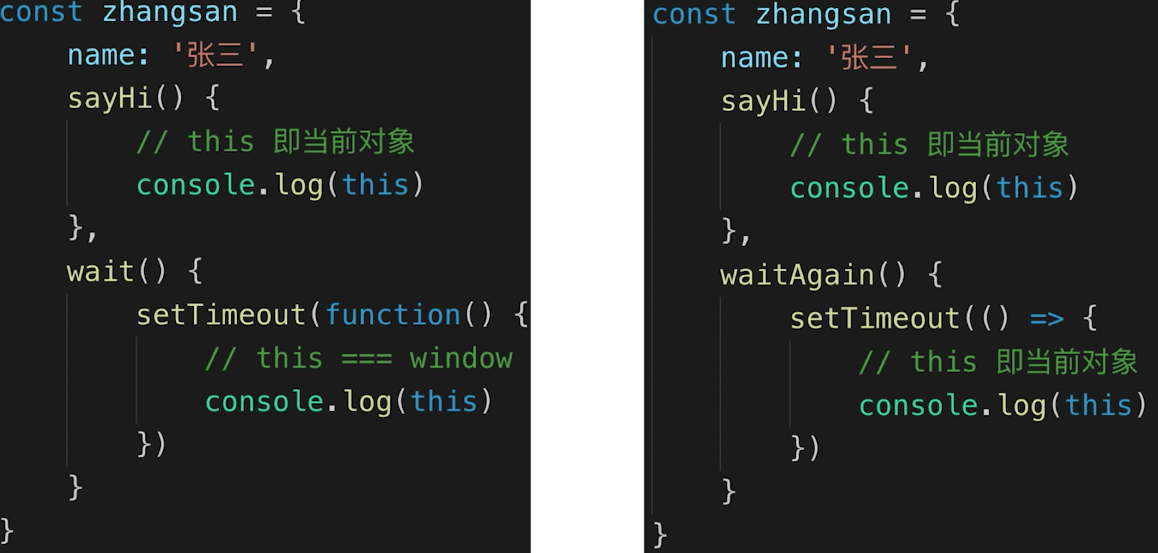 const zhangsan = {
    name: '张三',
    sayHi() {
        // this 即当前对象
        console.log(this)
    },
    wait() {
        setTimeout(function() {
            // this === window
            console.log(this)
        })
    }
}
const zhangsan = {
    name: '张三',
    sayHi() {
        // this 即当前对象
        console.log(this)
    },
    waitAgain() {
        setTimeout(() => {
            // this 即当前对象
            console.log(this)
        })
    }
}